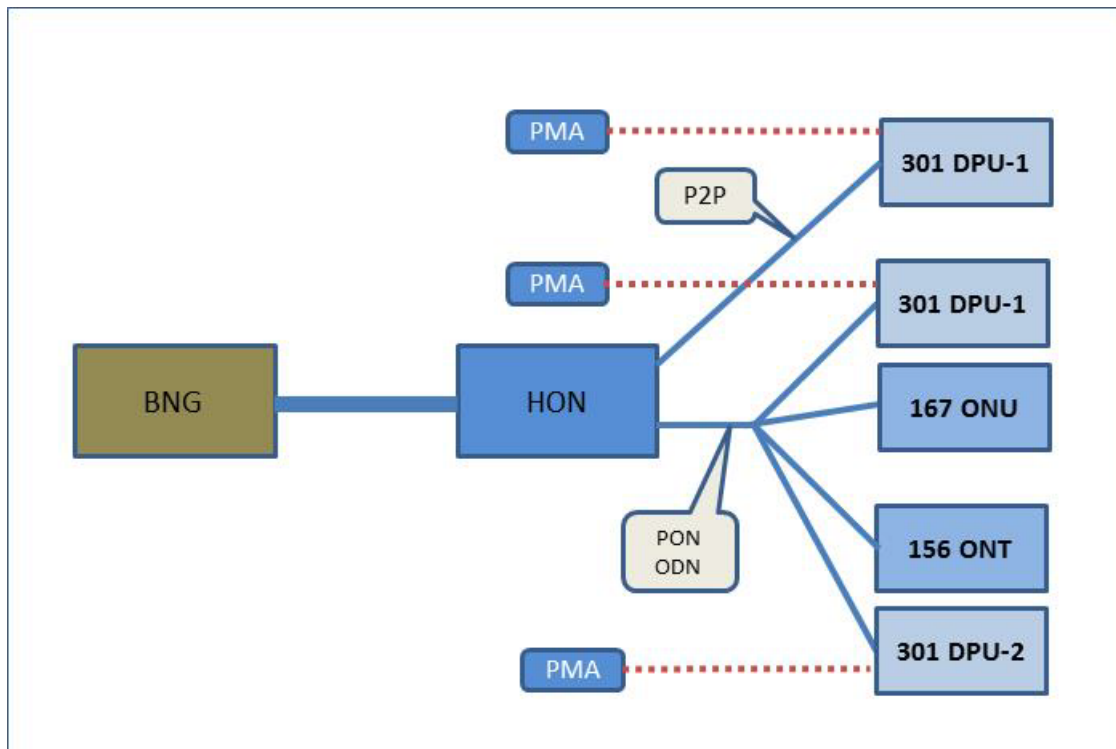 PMA
301 DPU-1
P2P
PMA
301 DPU-1
BNG
HON
167 ONU
PON
ODN
156 ONT
301 DPU-2
PMA